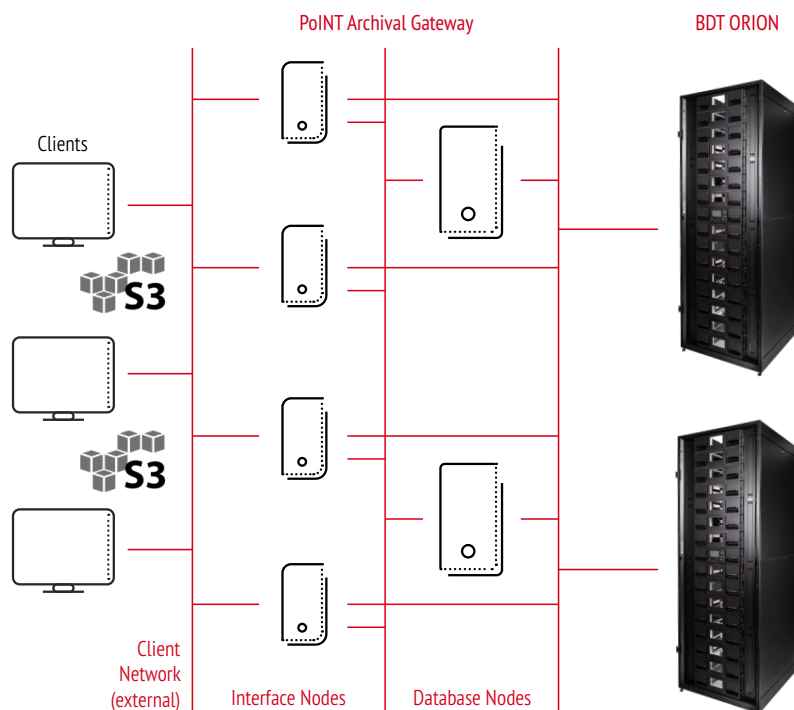 PoINT Archival Gateway
BDT ORION
Clients
S3
S3
Client
Network
(external)
Interface Nodes
Database Nodes